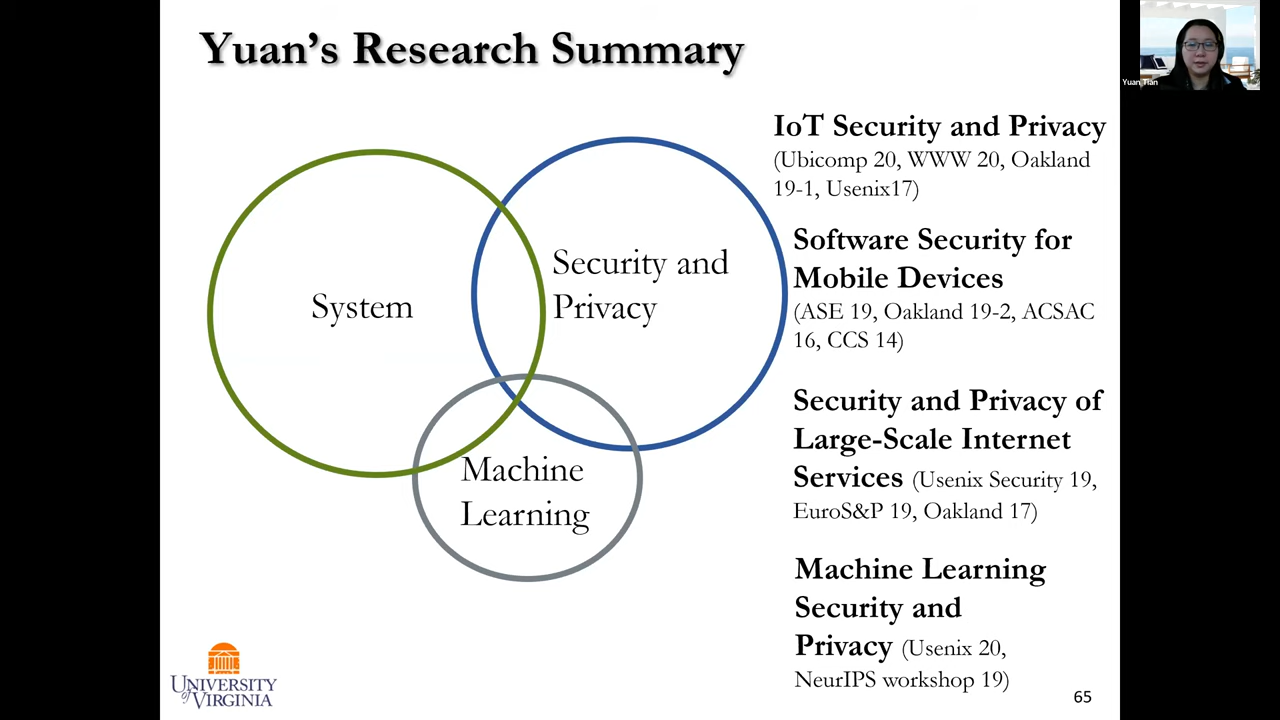 Yuan's Research Summary
Yuan Tian
IoT Security and Privacy
(Ubicomp 20, WWW 20, Oakland
19-1, Usenix17)
Software Security for
Mobile Devices
(ASE 19, Oakland 19-2, ACSAC
16, CCS 14)
Security and Privacy of
Large-Scale Internet
Services (Usenix Security 19,
EuroS&P 19, Oakland 17)
Machine Learning
Security and
Privacy (Usenix 20,
NeurIPS workshop 19)
System
Security and
Privacy
Machine
Learning
UNIVERSITY
of VIRGINIA
65